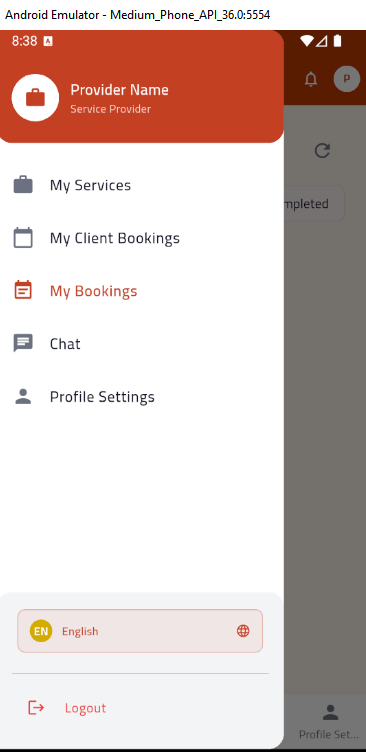 Android Emulator - Medium_Phone_API_36.0:5554
8:38 A
Provider Name
Service Provider
P
My Services
mpleted
My Client Bookings
My Bookings
Chat
Profile Settings
EN English
Logout
Profile Set...